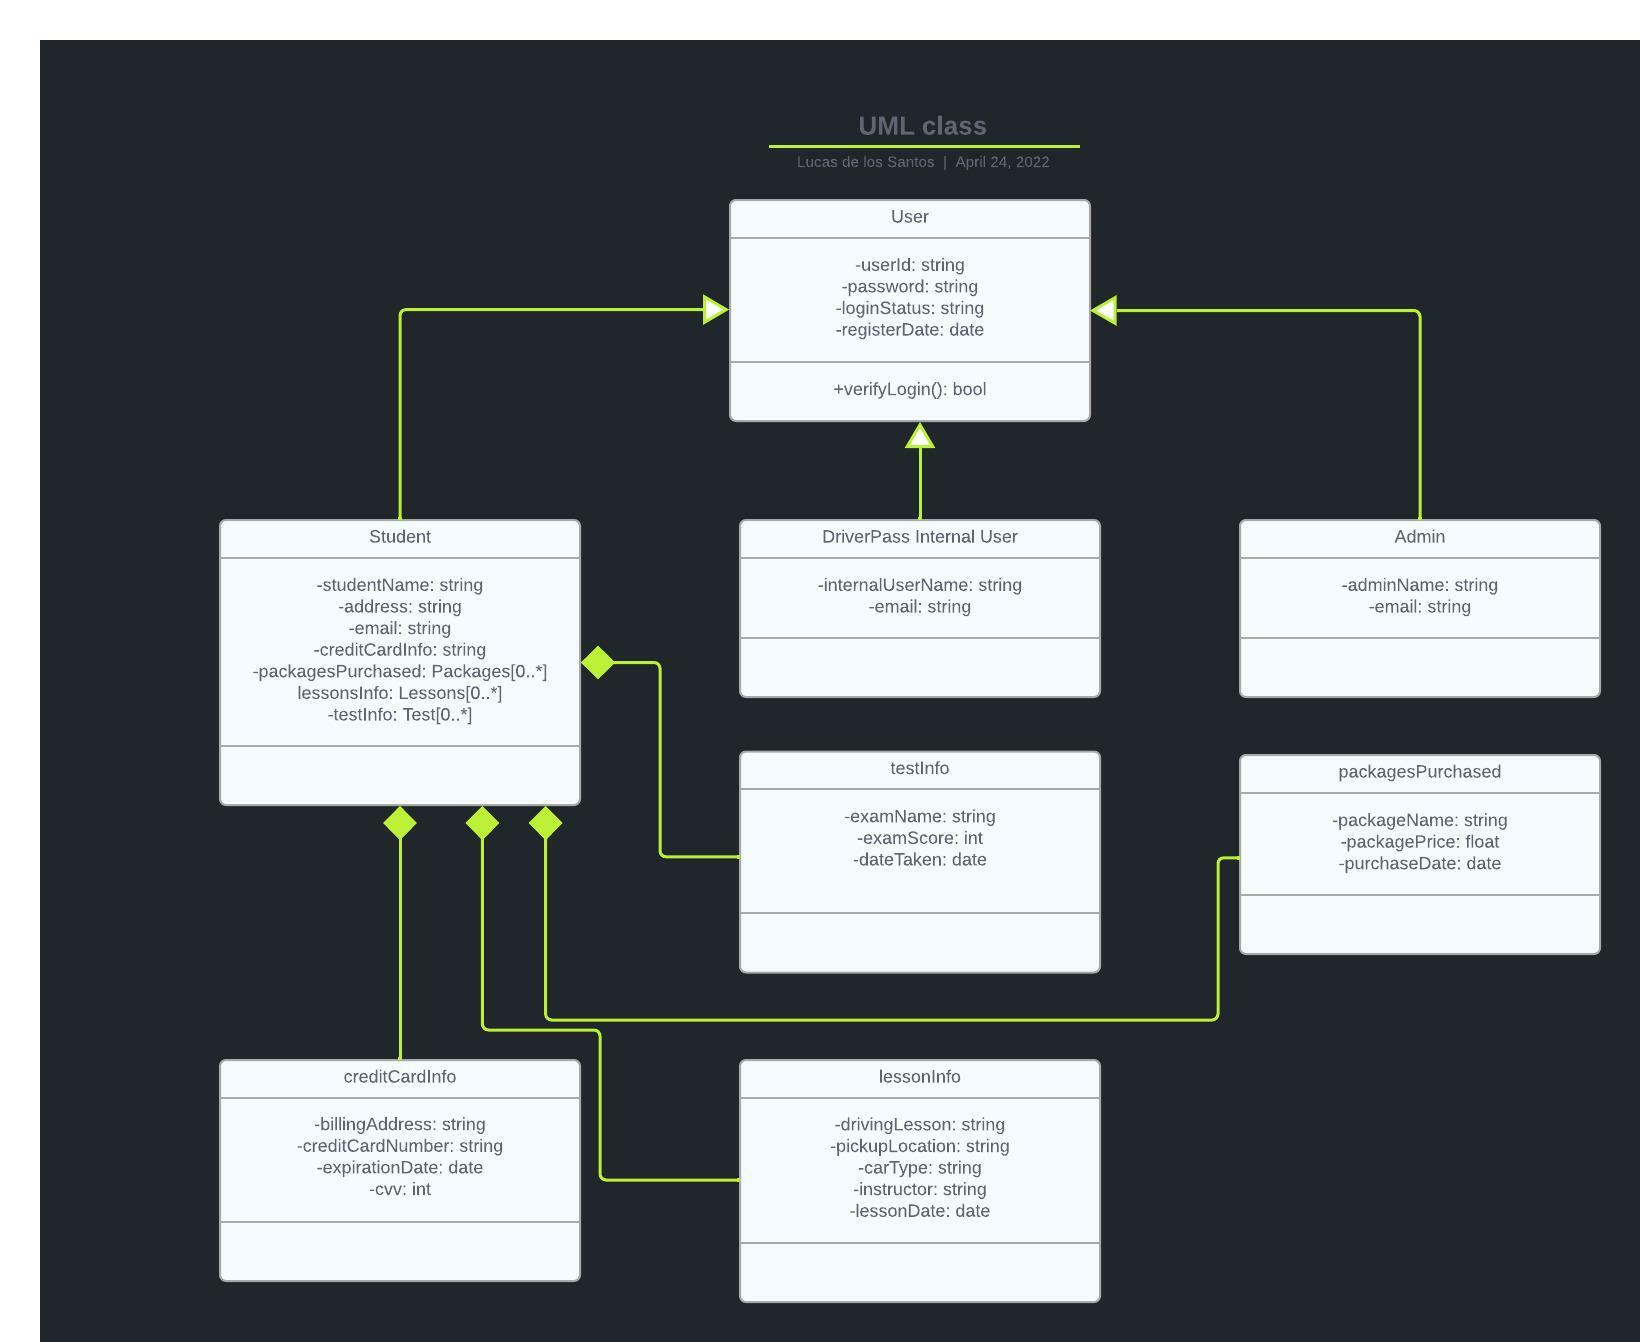 UML class
Lucas de los Santos | April 24, 2022
User
-userId: string
-password: string
-loginStatus: string
-registerDate: date
+verifyLogin(): bool
Student
-studentName: string
-address: string
-email: string
-creditCardInfo: string
-packagesPurchased: Packages[0..*]
lessonsInfo: Lessons[0..*]
-testInfo: Test[0..*]
DriverPass Internal User
-internalUserName: string
-email: string
Admin
-adminName: string
-email: string
testInfo
-examName: string
-examScore: int
-dateTaken: date
packagesPurchased
-packageName: string
-packagePrice: float
-purchaseDate: date
creditCardInfo
-billingAddress: string
-creditCardNumber: string
-expirationDate: date
-cvv: int
lessonInfo
-drivingLesson: string
-pickupLocation: string
-carType: string
-instructor: string
-lessonDate: date